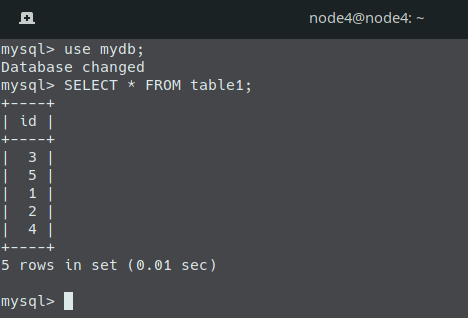 node4@node4: ~
mysql> use mydb;
Database changed
mysql> SELECT * FROM table1;
+----+
| id |
+----+
|  3 |
|  5 |
|  1 |
|  2 |
|  4 |
+----+
5 rows in set (0.01 sec)
mysql>